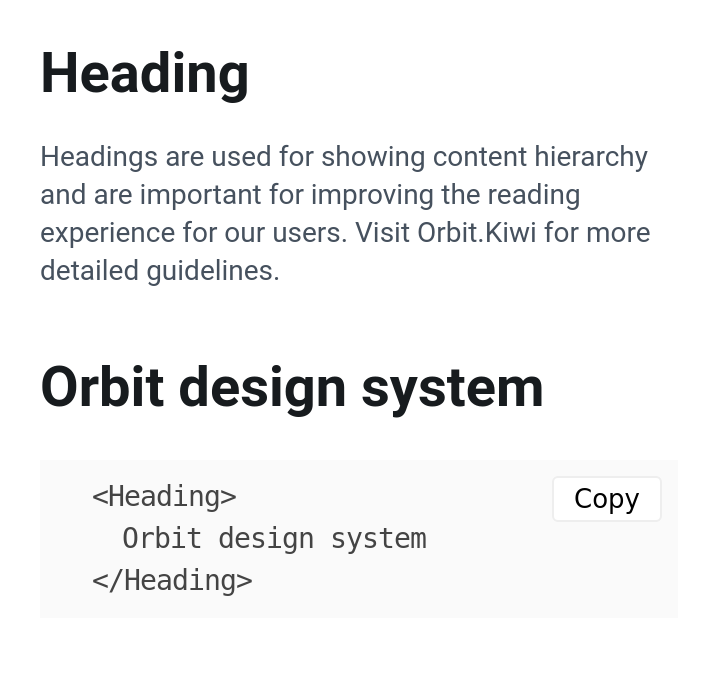 Heading
Headings are used for showing content hierarchy
and are important for improving the reading
experience for our users. Visit Orbit.Kiwi for more
detailed guidelines.
Orbit design system
<Heading>
Copy
Orbit design system
</Heading>